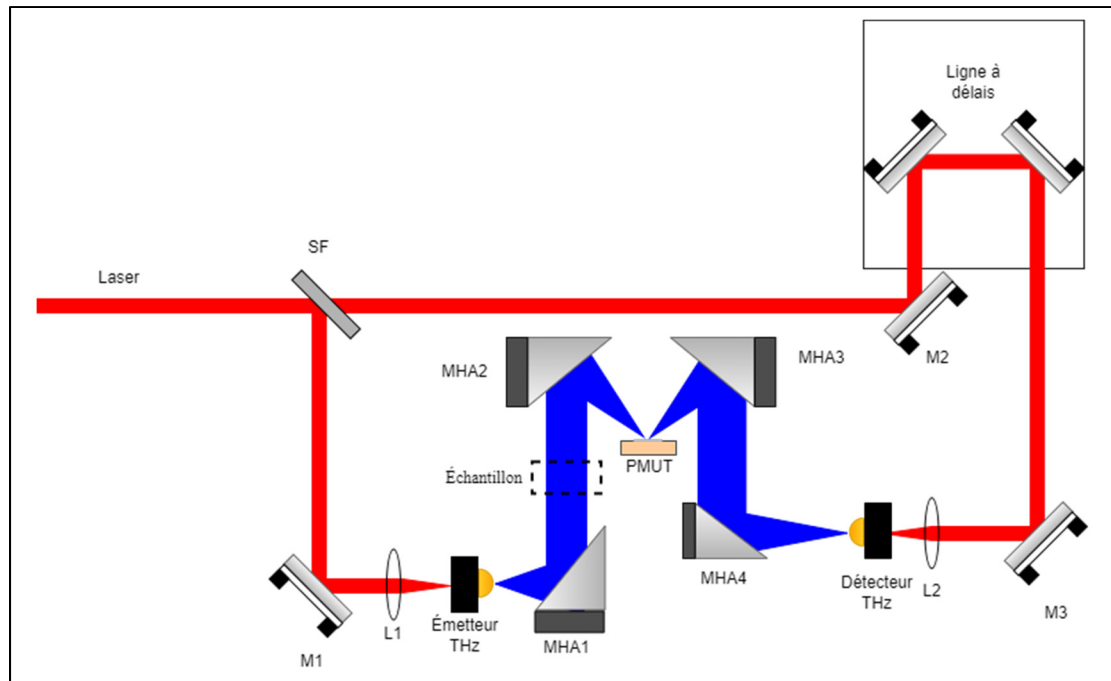 Ligne à
délais
SF
Laser
M2
MHA2
MHA3
PMUT
Échantillon
MHA4
Détecteur
THz
L2
M3
L1
Émetteur
THz
MHA1
M1